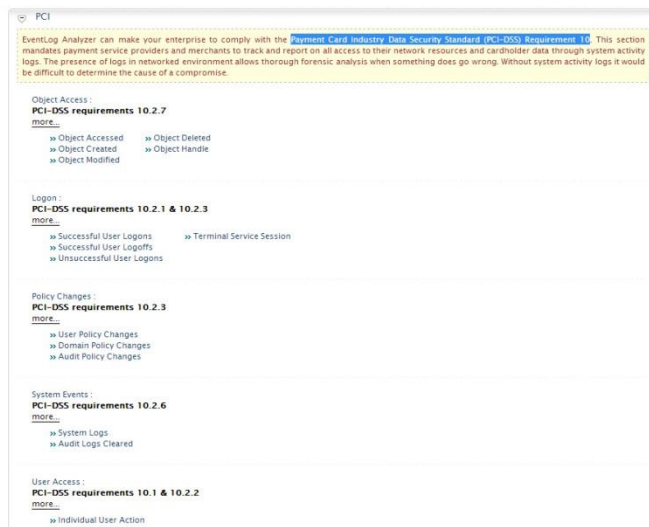 PCI
EventLog Analyzer can make your enterprise to comply with the Payment Card Industry Data Security Standard (PCI-DSS) Requirement 10. This section
mandates payment service providers and merchants to track and report on all access to their network resources and cardholder data through system activity
logs. The presence of logs in networked environment allows thorough forensic analysis when something does go wrong. Without system activity logs it would
be difficult to determine the cause of a compromise.
Object Access :
PCI-DSS requirements 10.2.7
more...
» Object Accessed » Object Deleted
» Object Created » Object Handle
» Object Modified
Logon :
PCI-DSS requirements 10.2.1 & 10.2.3
more...
» Successful User Logons » Terminal Service Session
» Successful User Logoffs
» Unsuccessful User Logons
Policy Changes :
PCI-DSS requirements 10.2.3
more...
» User Policy Changes
» Domain Policy Changes
» Audit Policy Changes
System Events :
PCI-DSS requirements 10.2.6
more...
» System Logs
» Audit Logs Cleared
User Access :
PCI-DSS requirements 10.1 & 10.2.2
more...
» Individual User Action